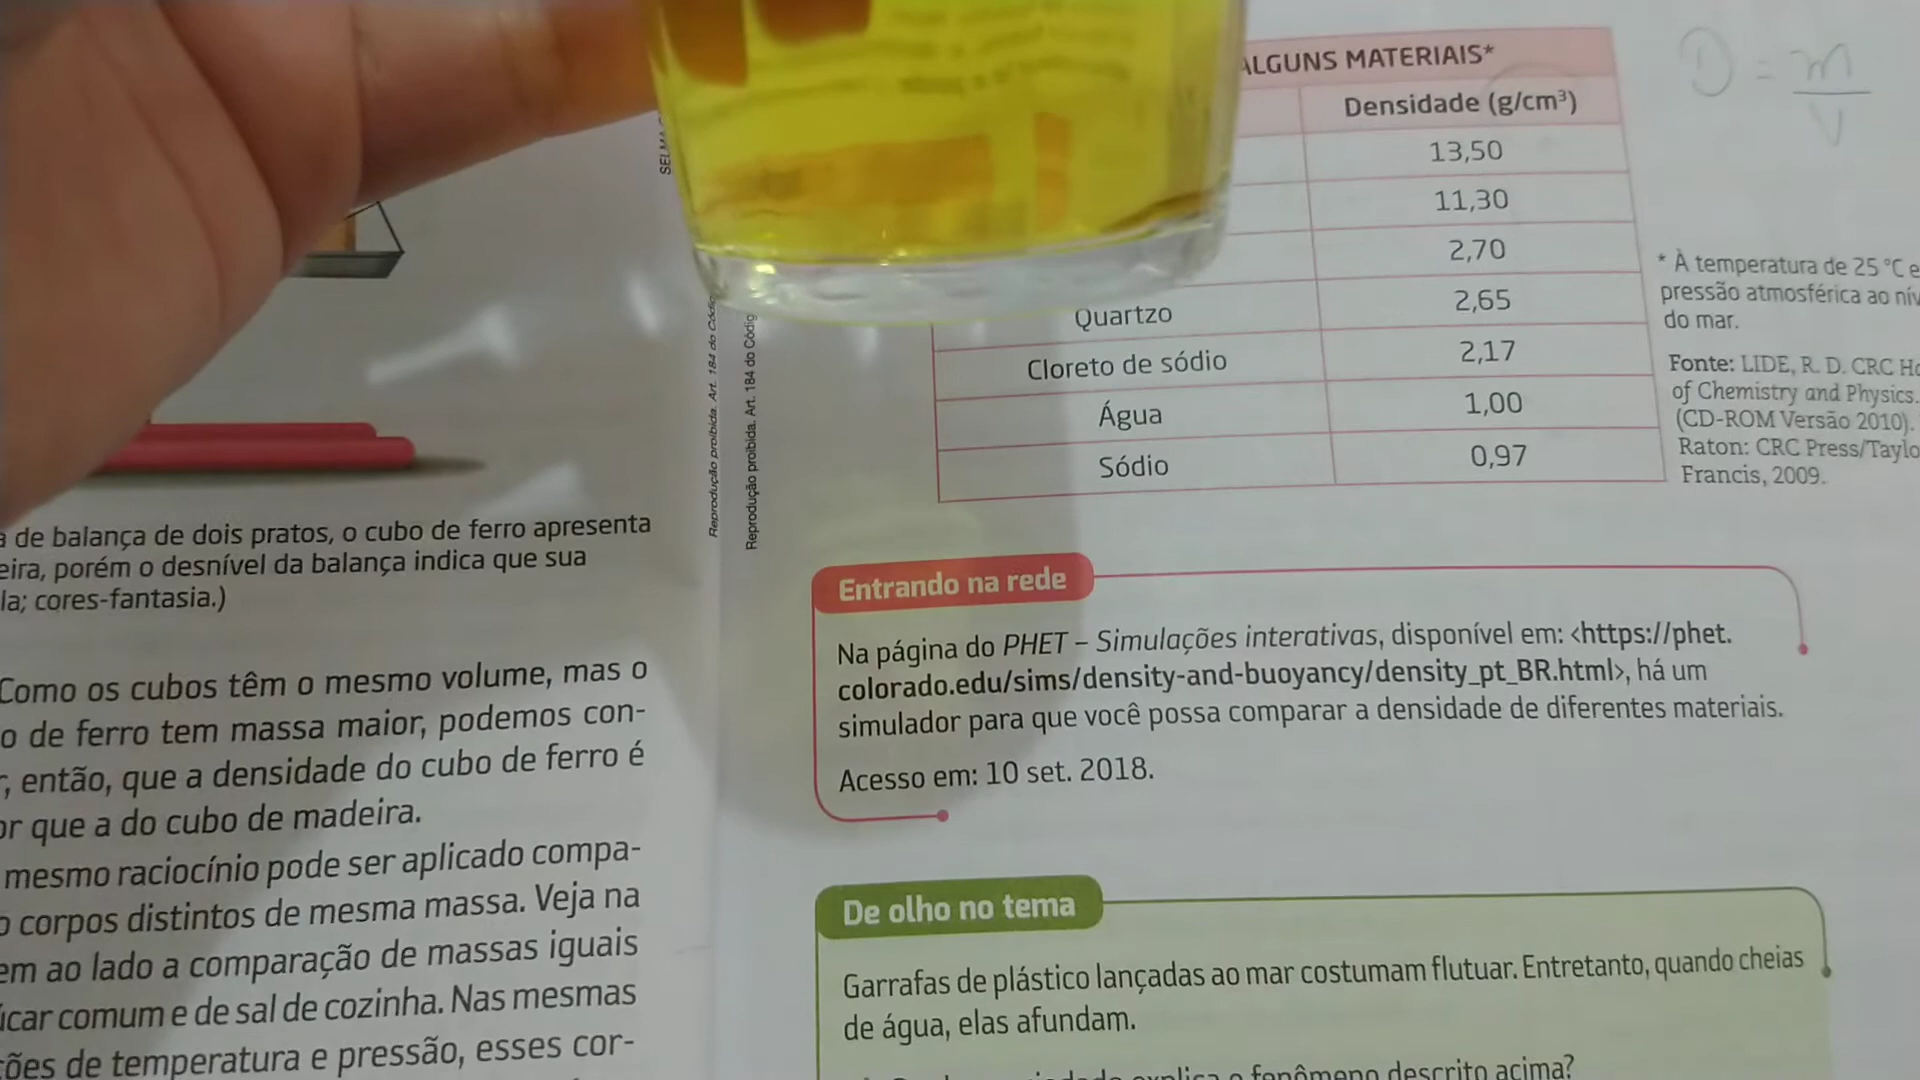 a de balança de dois pratos, o cubo de ferro apresenta
eira, porém o desnível da balança indica que sua
la; cores-fantasia.)
Como os cubos têm o mesmo volume, mas o
o de ferro tem massa maior, podemos con-
r, então, que a densidade do cubo de ferro é
or que a do cubo de madeira.
mesmo raciocínio pode ser aplicado compa-
o corpos distintos de mesma massa. Veja na
em ao lado a comparação de massas iguais
úcar comum e de sal de cozinha. Nas mesmas
ções de temperatura e pressão, esses cor-
Reprodução proibida. Art. 184 do Códig
Reprodução proibida. Art. 184 do Códig
ALGUNS MATERIAIS*
Densidade (g/cm³)
13,50
11,30
2,70
Quartzo 2,65
Cloreto de sódio 2,17
Água 1,00
Sódio 0,97
D = m
V
* À temperatura de 25 °C e
pressão atmosférica ao nív
do mar.
Fonte: LIDE, R. D. CRC Ha
of Chemistry and Physics.
(CD-ROM Versão 2010).
Raton: CRC Press/Taylo
Francis, 2009.
Entrando na rede
Na página do PHET – Simulações interativas, disponível em: <https://phet.
colorado.edu/sims/density-and-buoyancy/density_pt_BR.html>, há um
simulador para que você possa comparar a densidade de diferentes materiais.
Acesso em: 10 set. 2018.
De olho no tema
Garrafas de plástico lançadas ao mar costumam flutuar. Entretanto, quando cheias
de água, elas afundam.
explica o fenômeno descrito acima?